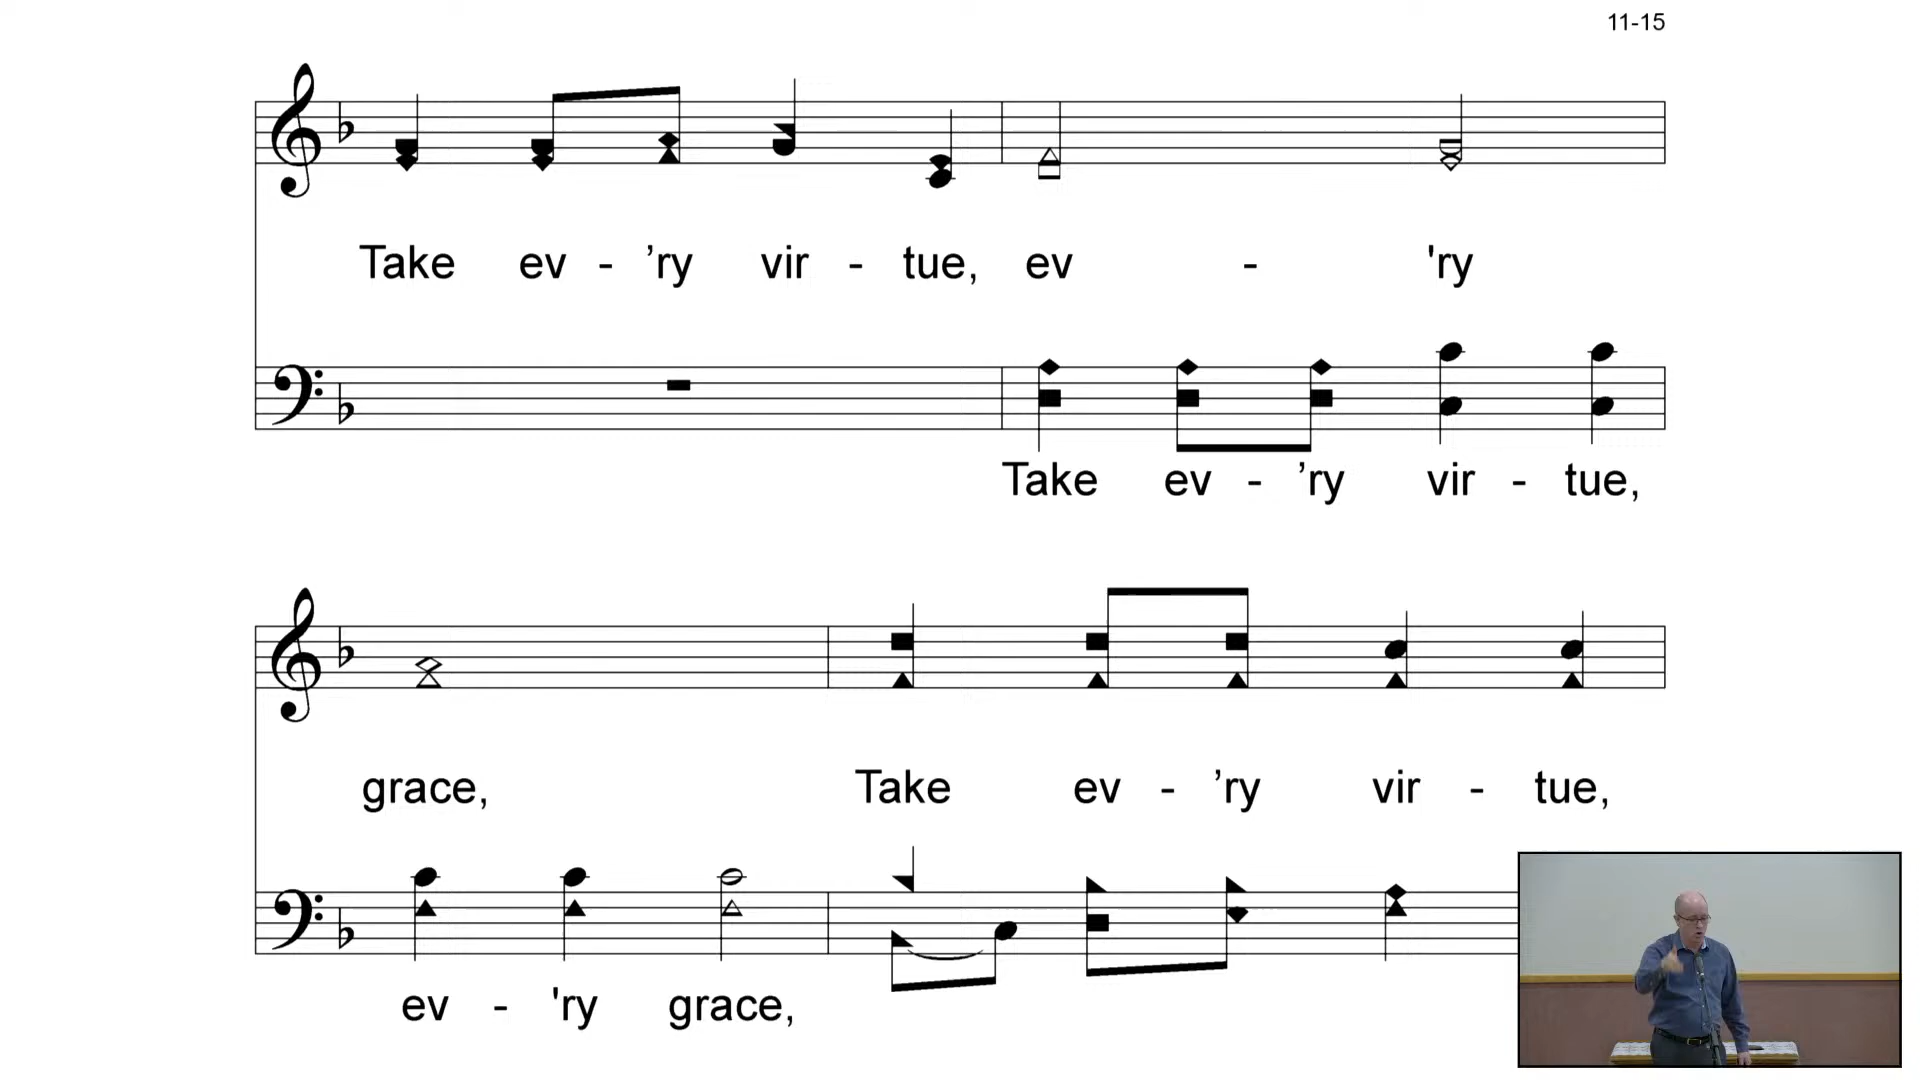 11-15
Take ev - ’ry vir - tue, ev - 'ry
Take ev - ’ry vir - tue,
grace, Take ev - ’ry vir - tue,
ev - 'ry grace,